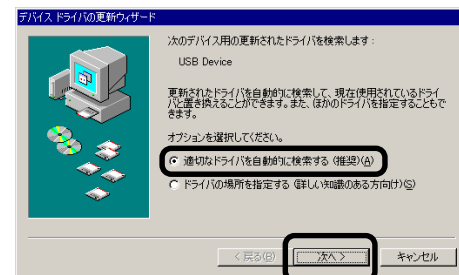 デバイス ドライバの更新ウィザード
次のデバイス用の更新されたドライバを検索します :
USB Device
更新されたドライバを自動的に検索して、現在使用されているドライ
バと置き換えることができます。また、ほかのドライバを指定することもで
きます。
オプションを選択してください。
適切なドライバを自動的に検索する (推奨)(A)
ドライバの場所を指定する (詳しい知識のある方向け)(S)
< 戻る(B)
次へ >
キャンセル